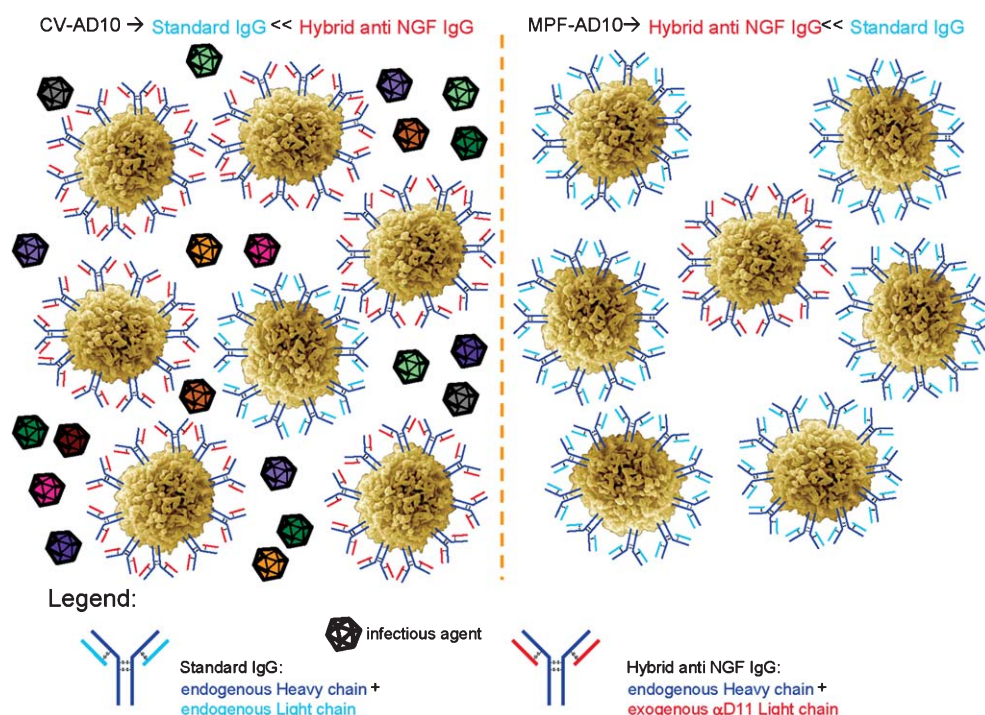 CV-AD10 → Standard IgG << Hybrid anti NGF IgG
MPF-AD10→ Hybrid anti NGF IgG<< Standard IgG
Legend:
infectious agent
Standard IgG:
endogenous Heavy chain +
endogenous Light chain
Hybrid anti NGF IgG:
endogenous Heavy chain +
exogenous αD11 Light chain